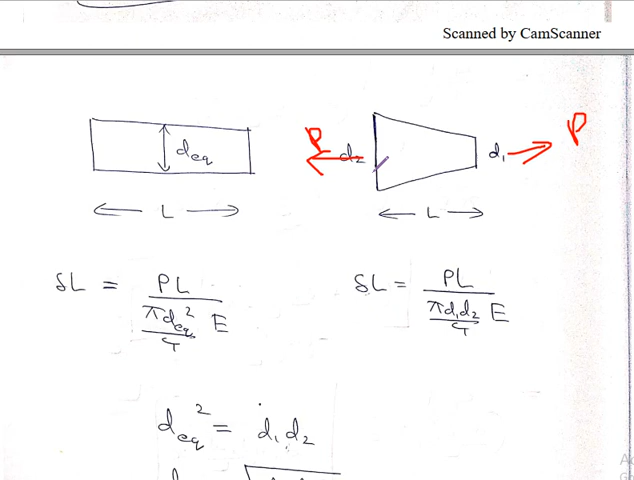 Scanned by CamScanner
P P
deq d2 d1
L L
δL = PL / (πdeq²/4 E) δL = PL / (πd1d2/4 E)
deq² = d1d2